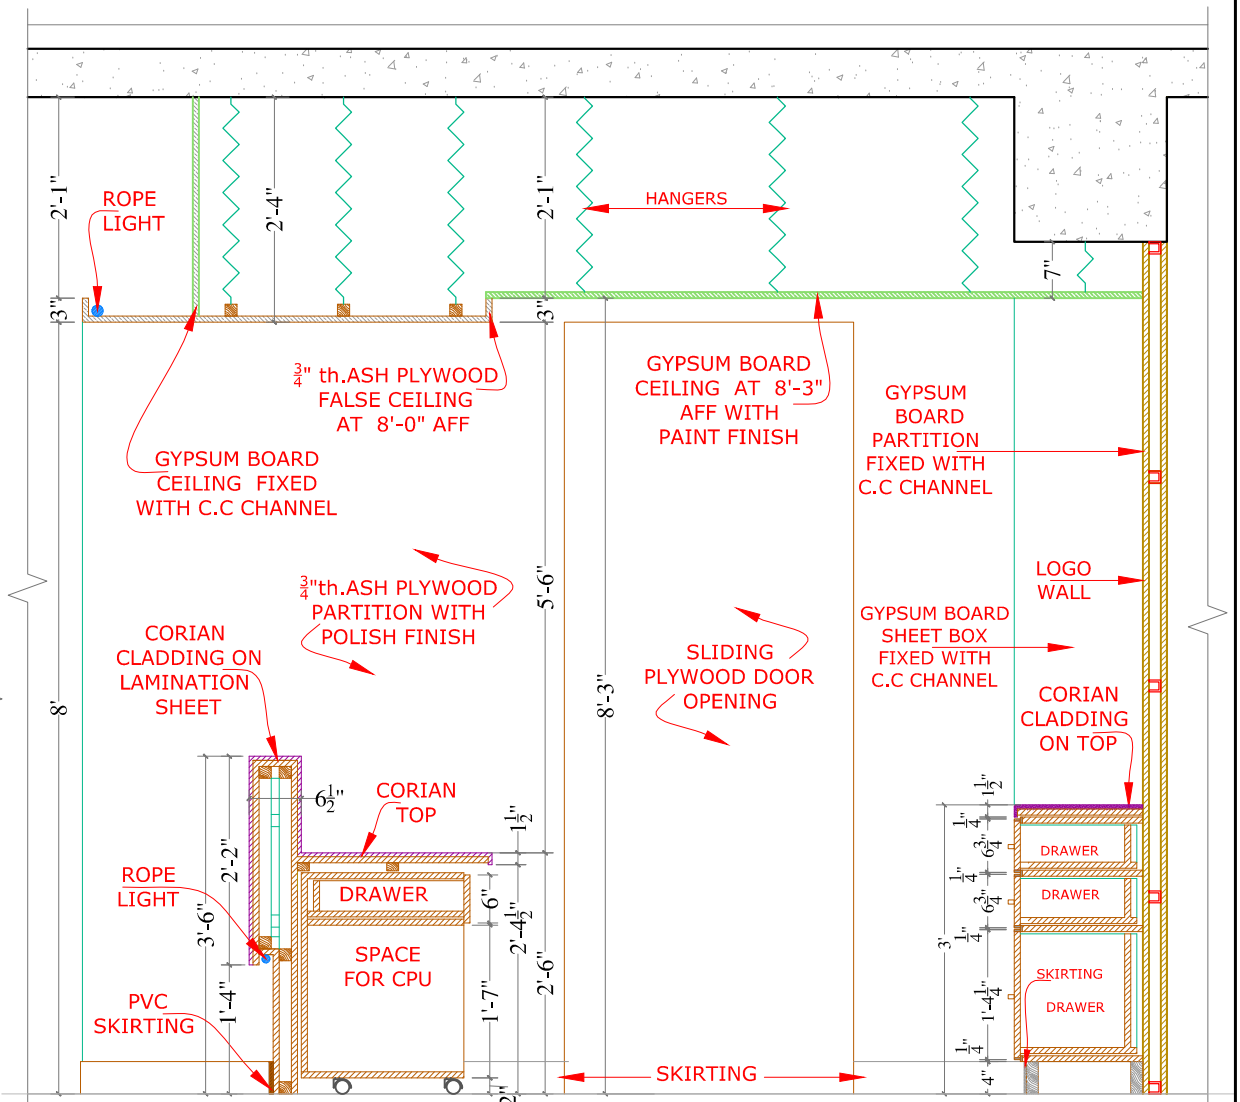 2'-1"
2'-4"
2'-1"
ROPE
LIGHT
HANGERS
7"
3"
3"
3/4" th.ASH PLYWOOD
FALSE CEILING
AT 8'-0" AFF
GYPSUM BOARD
CEILING AT 8'-3"
AFF WITH
PAINT FINISH
GYPSUM
BOARD
PARTITION
FIXED WITH
C.C CHANNEL
GYPSUM BOARD
CEILING FIXED
WITH C.C CHANNEL
3/4"th.ASH PLYWOOD
PARTITION WITH
POLISH FINISH
5'-6"
LOGO
WALL
GYPSUM BOARD
SHEET BOX
FIXED WITH
C.C CHANNEL
CORIAN
CLADDING ON
LAMINATION
SHEET
SLIDING
PLYWOOD DOOR
OPENING
8'
8'-3"
CORIAN
CLADDING
ON TOP
6 1/2"
CORIAN
TOP
1 1/2"
1 1/2"
1/4"
6 3/4"
DRAWER
1/4"
6 3/4"
DRAWER
1/4"
2'-2"
3'-6"
ROPE
LIGHT
DRAWER
6"
2'-4 1/2"
2'-6"
3'
SPACE
FOR CPU
1'-4"
1'-7"
PVC
SKIRTING
SKIRTING
DRAWER
1'-4 1/4"
1/4"
4"
SKIRTING
2"